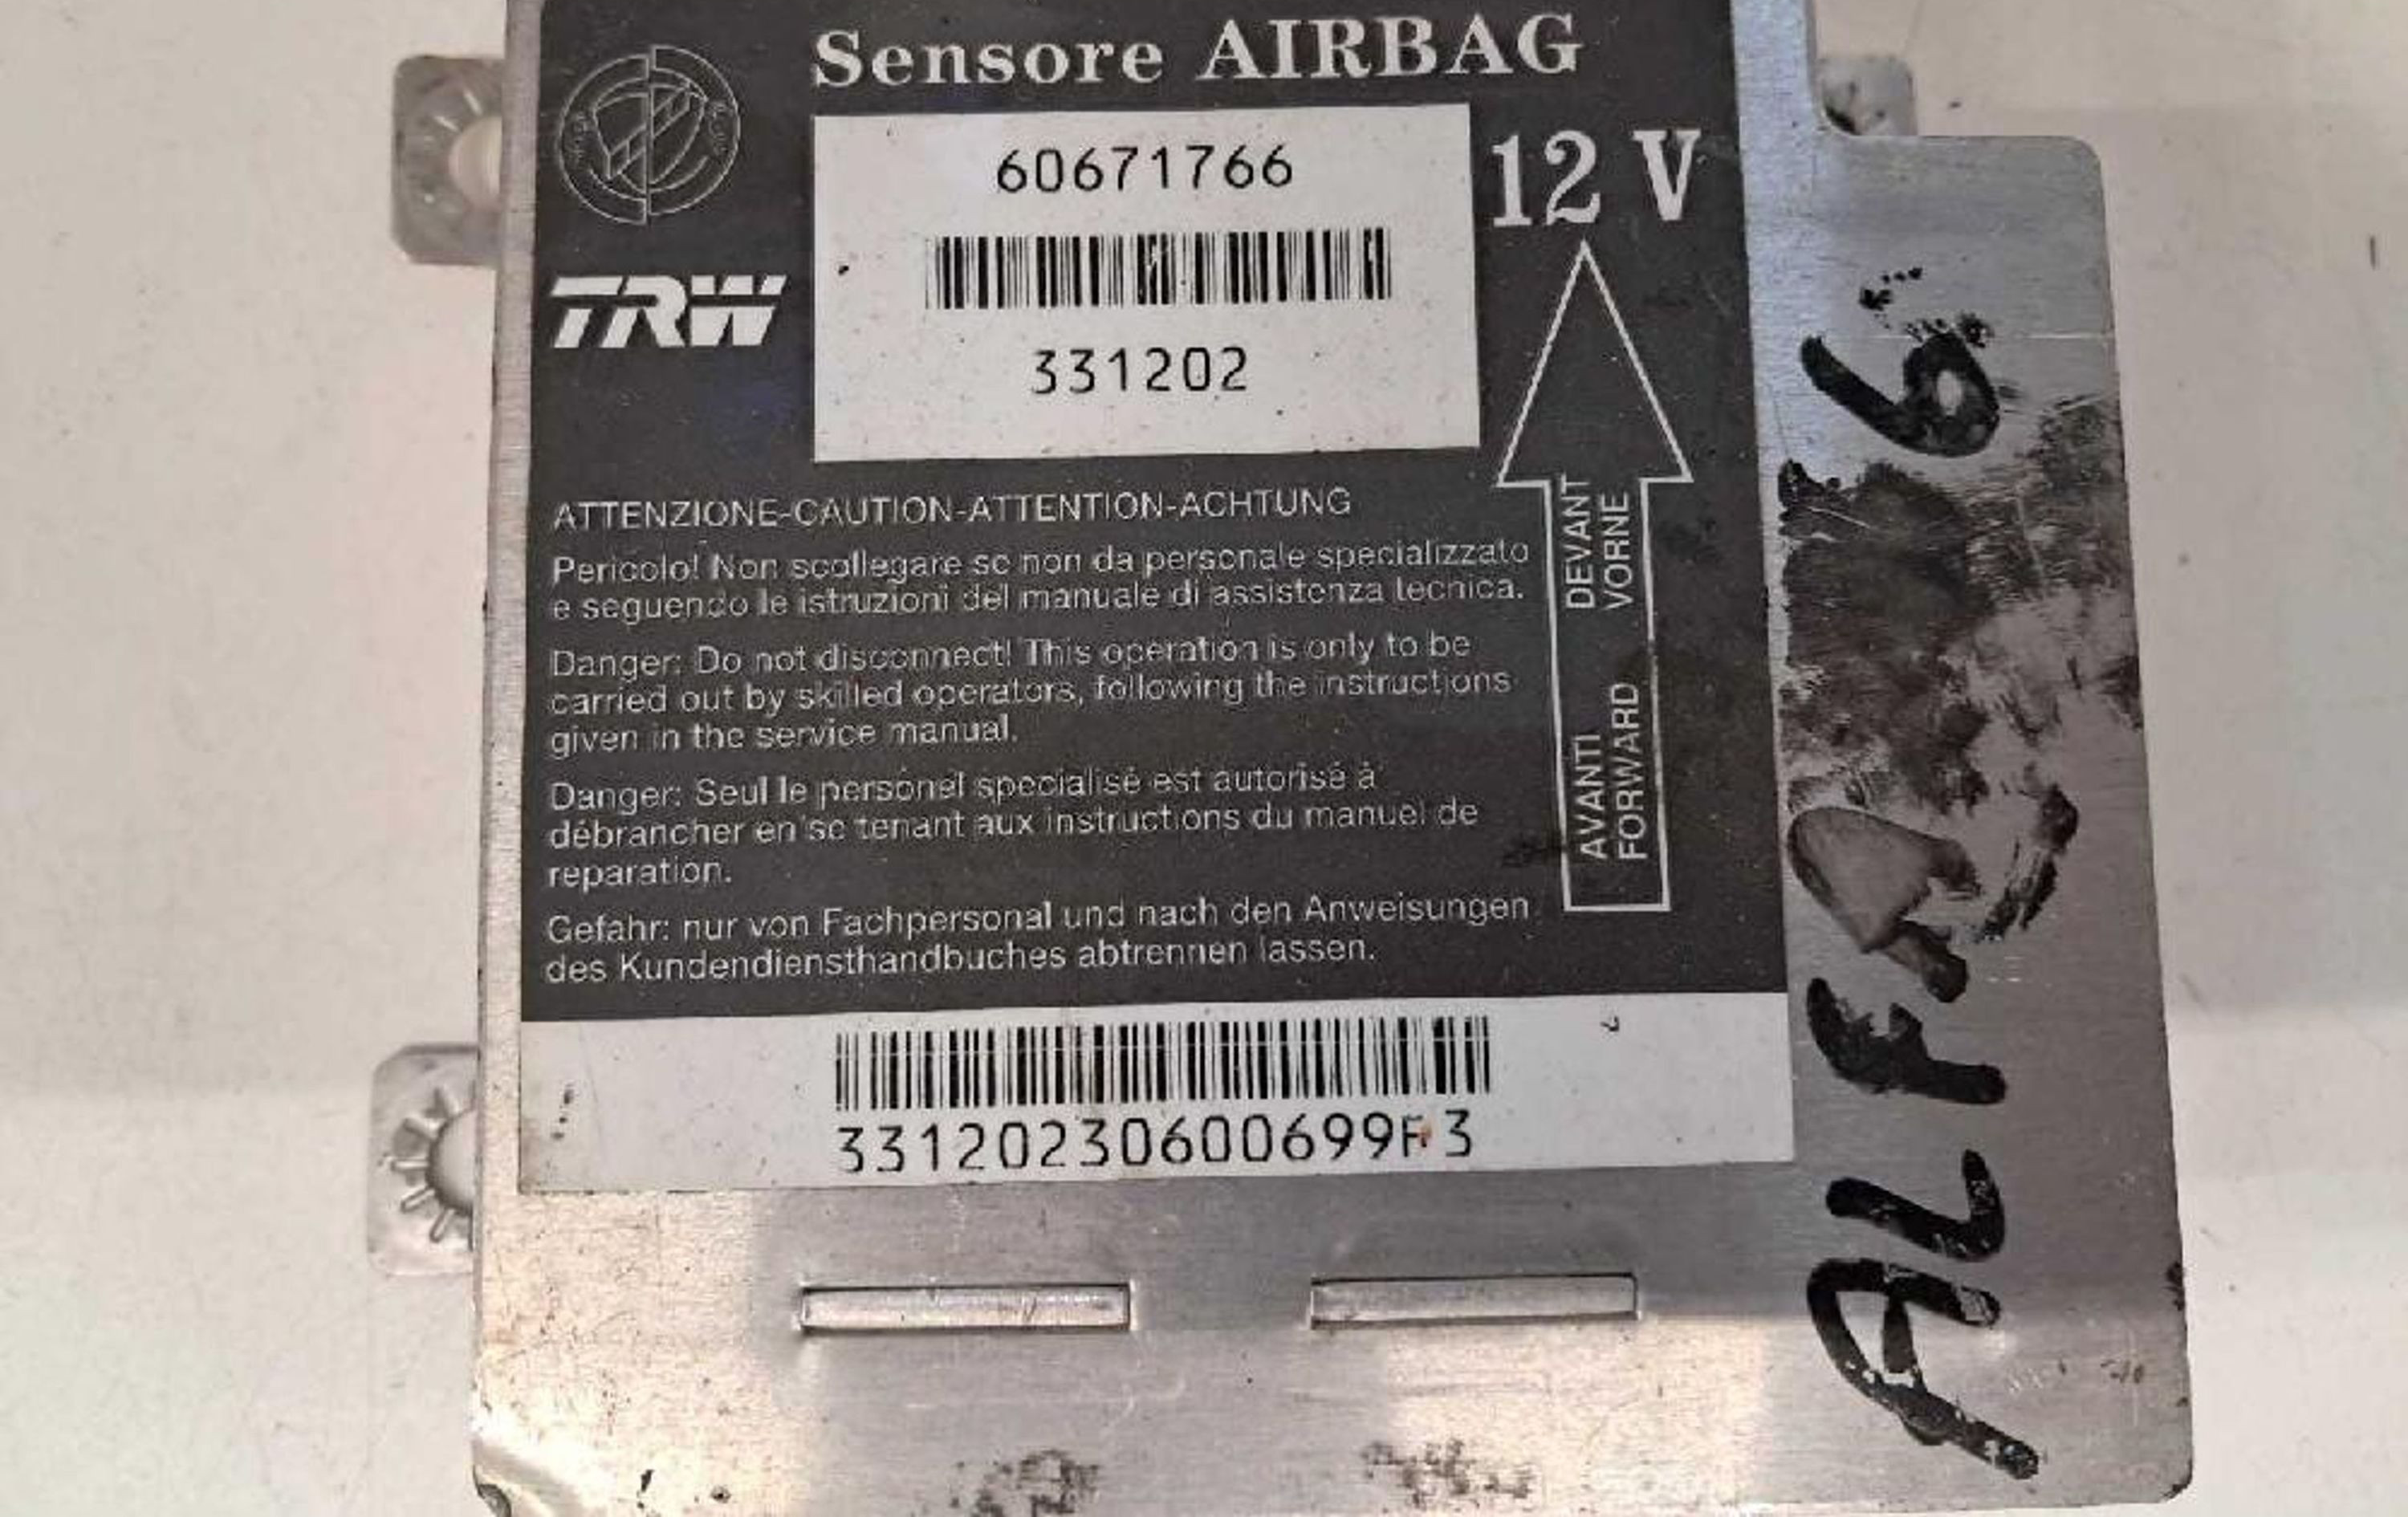 Sensore AIRBAG
60671766
12 V
TRW
331202
ATTENZIONE-CAUTION-ATTENTION-ACHTUNG
Pericolo! Non scollegare se non da personale specializzato
e seguendo le istruzioni del manuale di assistenza tecnica.
Danger: Do not disconnect! This operation is only to be
carried out by skilled operators, following the instructions
given in the service manual.
Danger: Seul le personel specialisé est autorisé à
débrancher en se tenant aux instructions du manuel de
reparation.
Gefahr: nur von Fachpersonal und nach den Anweisungen
des Kundendiensthandbuches abtrennen lassen.
DEVANT
VORNE
AVANTI
FORWARD
33120230600699F3
ALFA